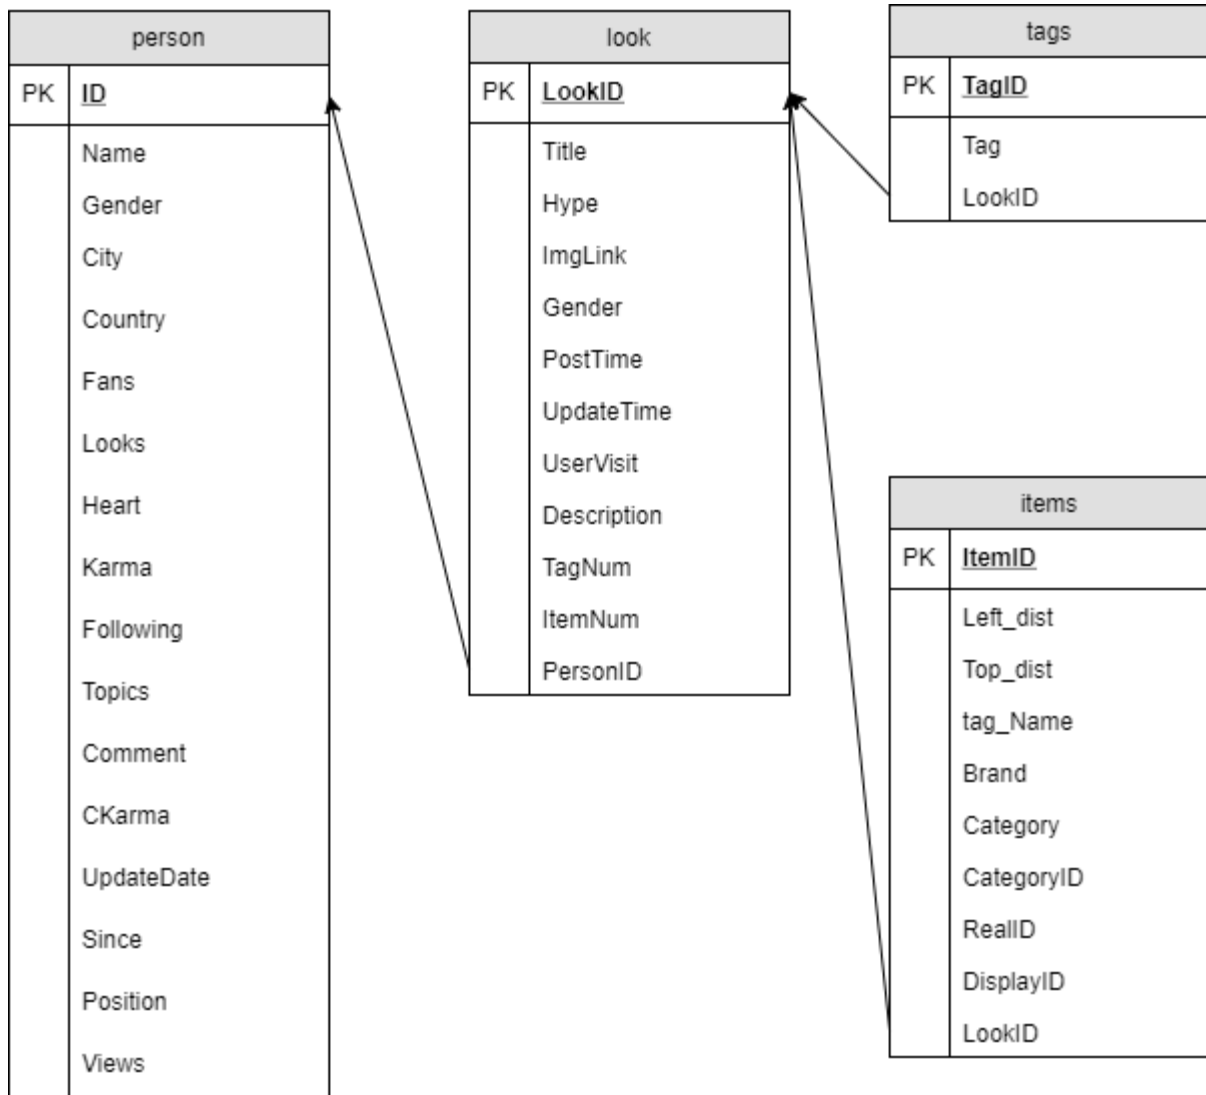 person
PK ID
Name
Gender
City
Country
Fans
Looks
Heart
Karma
Following
Topics
Comment
CKarma
UpdateDate
Since
Position
Views
look
PK LookID
Title
Hype
ImgLink
Gender
PostTime
UpdateTime
UserVisit
Description
TagNum
ItemNum
PersonID
tags
PK TagID
Tag
LookID
items
PK ItemID
Left_dist
Top_dist
tag_Name
Brand
Category
CategoryID
RealID
DisplayID
LookID